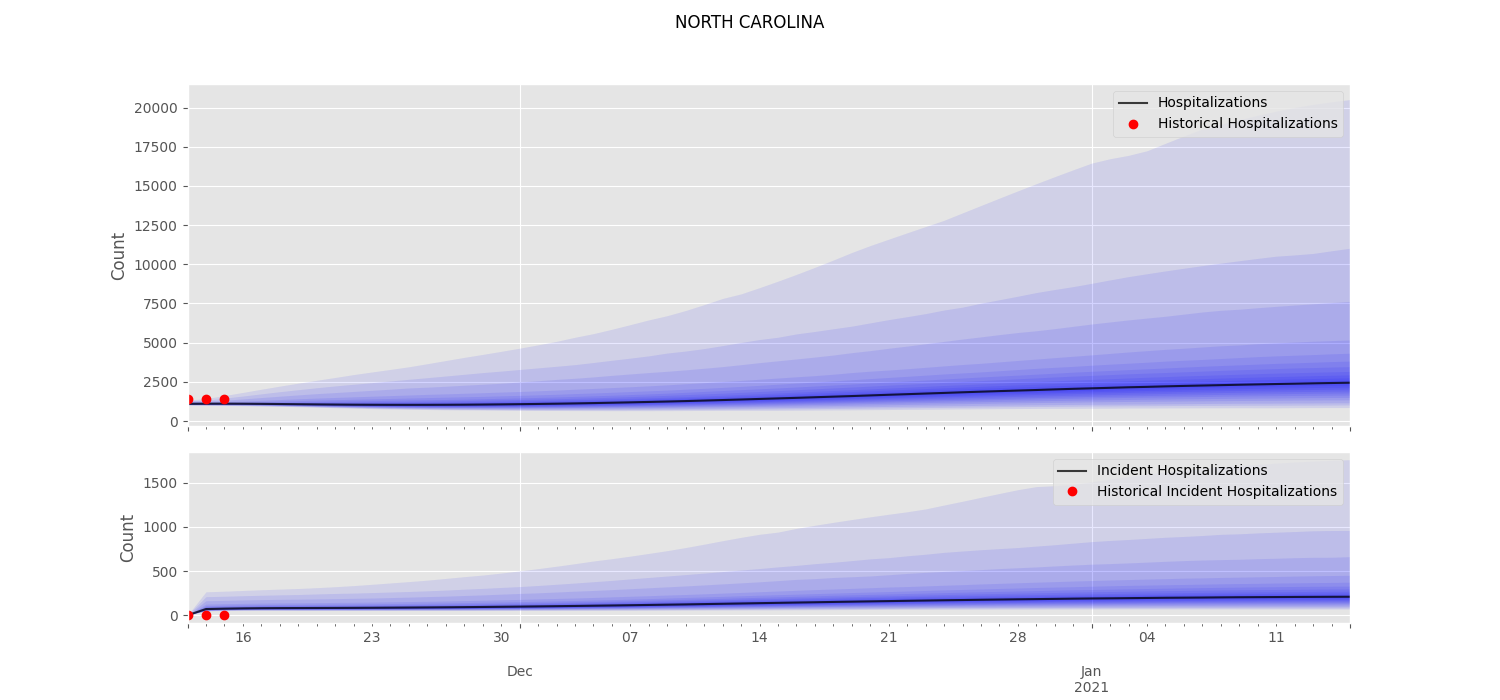 NORTH CAROLINA
20000
17500
15000
12500
10000
7500
5000
2500
0
Count
Hospitalizations
Historical Hospitalizations
1500
1000
500
0
Count
Incident Hospitalizations
Historical Incident Hospitalizations
16 23 30 07 14 21 28 04 11
Dec Jan
2021